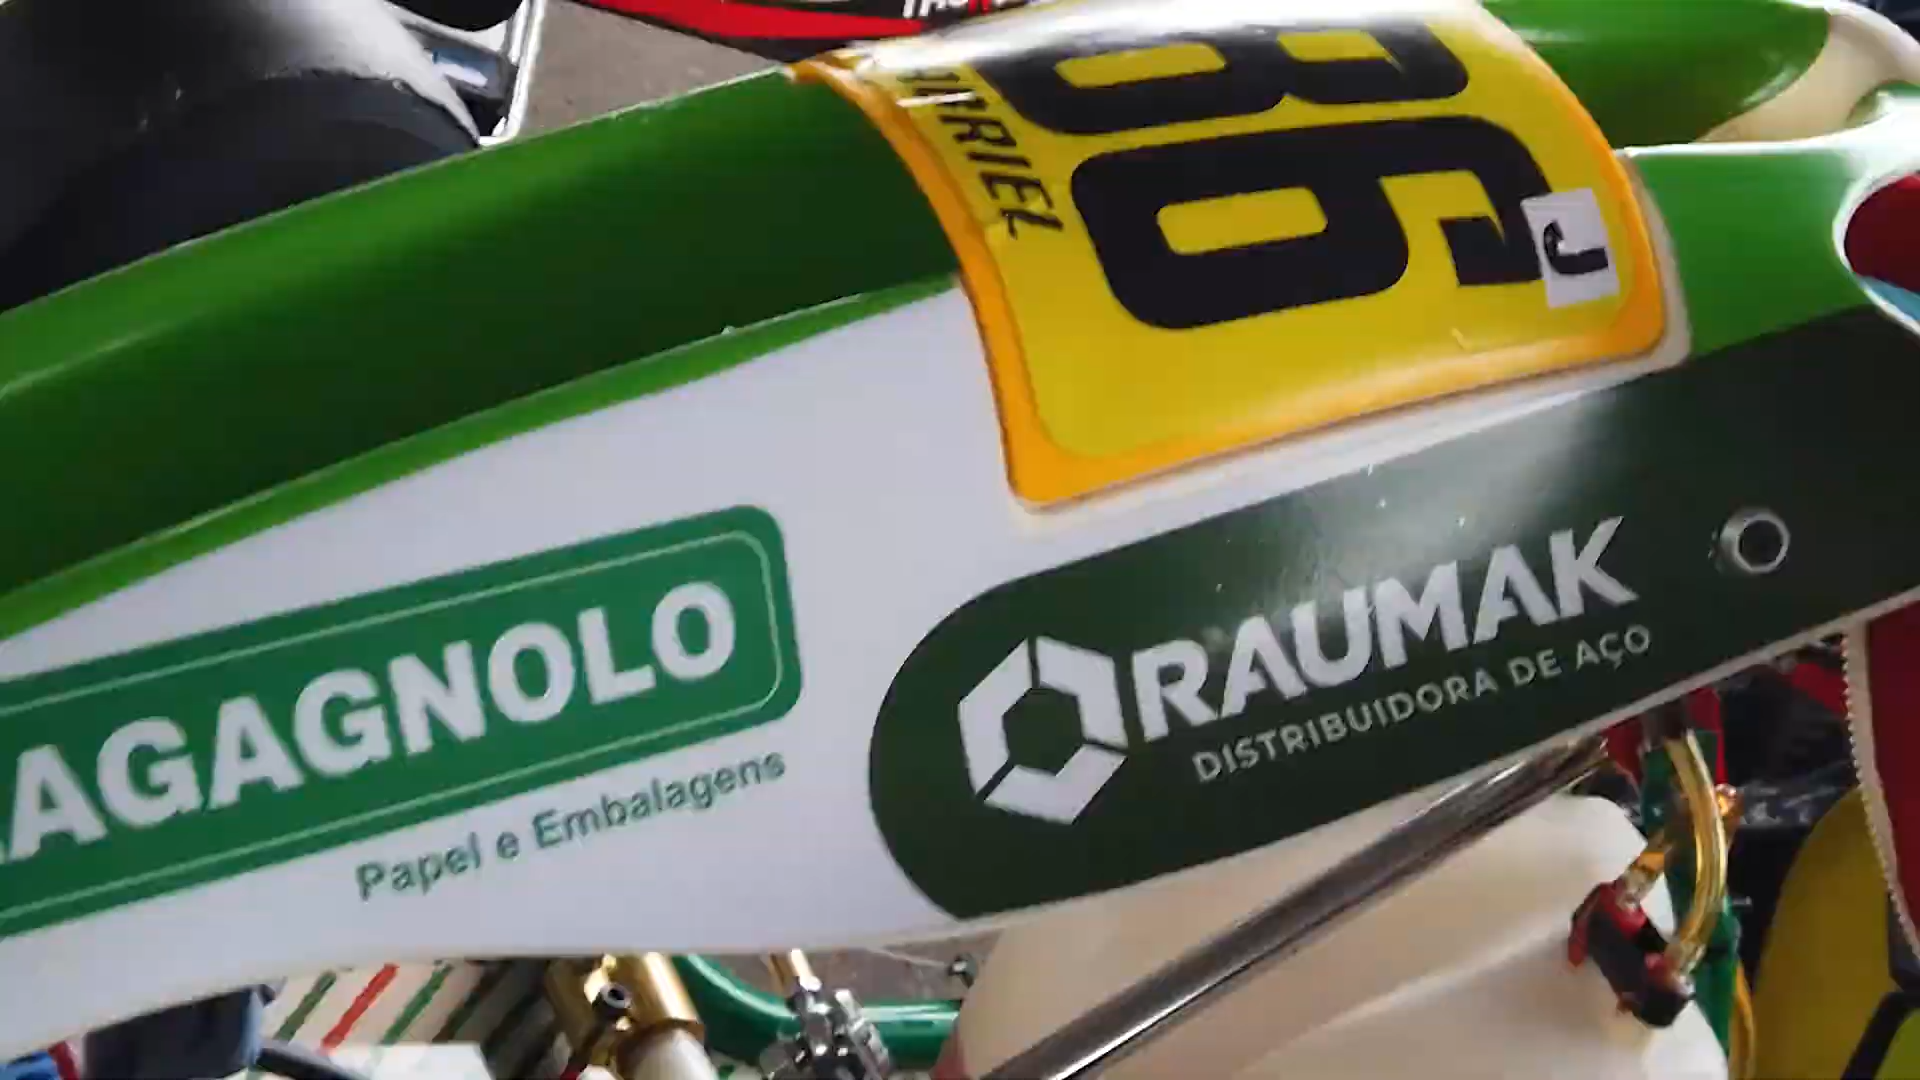 86
J
AGAGNOLO
Papel e Embalagens
RAUMAK
DISTRIBUIDORA DE AÇO